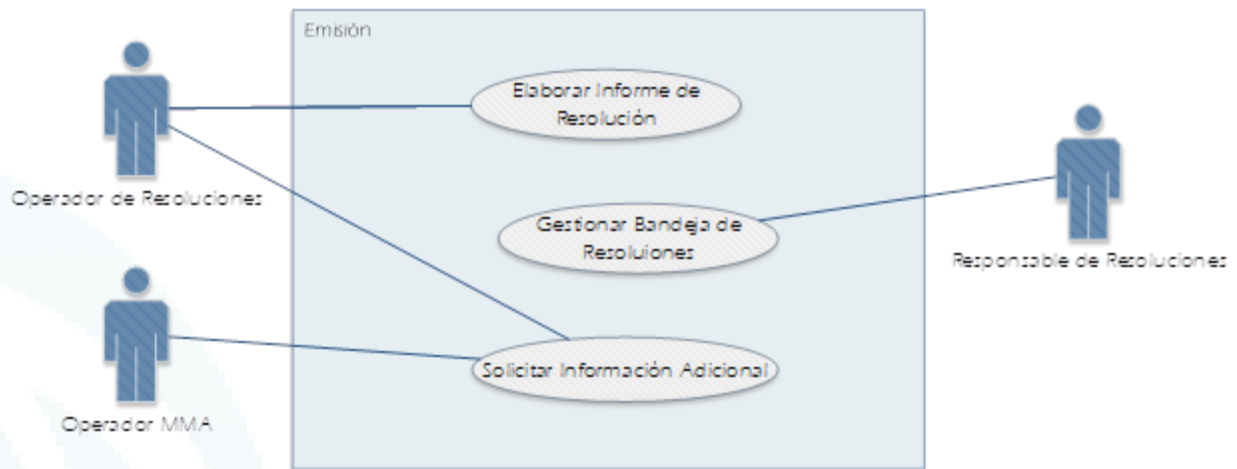 Emisión
Elaborar Informe de
Resolución
Operador de Resoluciones
Gestionar Bandeja de
Resoluiones
Responsable de Resoluciones
Solicitar Información Adicional
Operador MMA